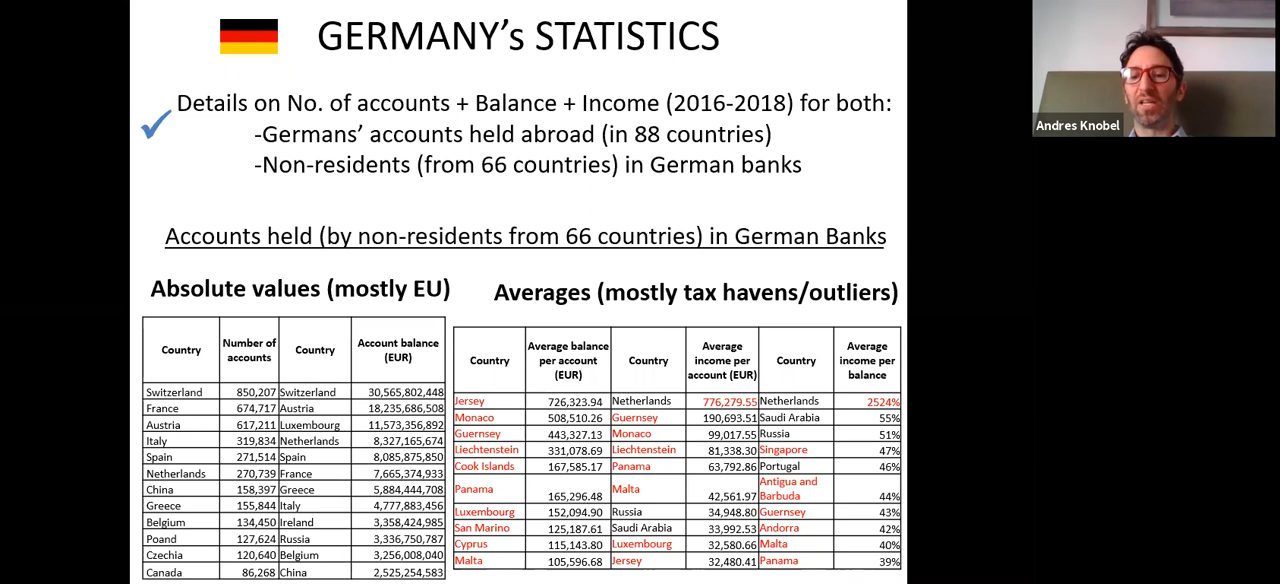 GERMANY's STATISTICS
Andres Knobel
Details on No. of accounts + Balance + Income (2016-2018) for both:
-Germans' accounts held abroad (in 88 countries)
-Non-residents (from 66 countries) in German banks
Accounts held (by non-residents from 66 countries) in German Banks
Absolute values (mostly EU)
Country Number of accounts Country Account balance (EUR)
Switzerland 850,207 Switzerland 30,565,802,448
France 674,717 Austria 18,235,686,508
Austria 617,211 Luxembourg 11,573,356,892
Italy 319,834 Netherlands 8,327,165,674
Spain 271,514 Spain 8,085,875,850
Netherlands 270,739 France 7,665,374,933
China 158,397 Greece 5,884,444,708
Greece 155,844 Italy 4,777,883,456
Belgium 134,450 Ireland 3,358,424,985
Poand 127,624 Russia 3,336,750,787
Czechia 120,640 Belgium 3,256,008,040
Canada 86,268 China 2,525,254,583
Averages (mostly tax havens/outliers)
Country Average balance per account (EUR) Country Average income per account (EUR) Country Average income per balance
Jersey 726,323.94 Netherlands 776,279.55 Netherlands 2524%
Monaco 508,510.26 Guernsey 190,693.51 Saudi Arabia 55%
Guernsey 443,327.13 Monaco 99,017.55 Russia 51%
Liechtenstein 331,078.69 Liechtenstein 81,338.30 Singapore 47%
Cook Islands 167,585.17 Panama 63,792.86 Portugal 46%
Panama 165,296.48 Malta 42,561.97 Antigua and Barbuda 44%
Luxembourg 152,094.90 Russia 34,948.80 Guernsey 43%
San Marino 125,187.61 Saudi Arabia 33,992.53 Andorra 42%
Cyprus 115,143.80 Luxembourg 32,580.66 Malta 40%
Malta 105,596.68 Jersey 32,480.41 Panama 39%